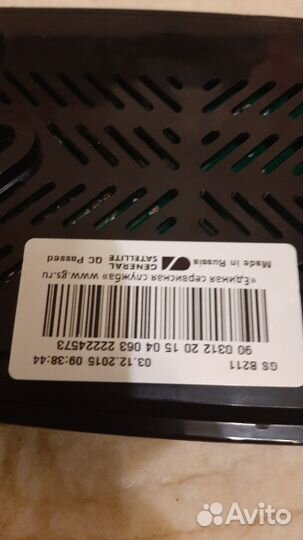 GS B211 03.12.2015 09:38:44
90 0312 20 15 04 063 22224573
«Единая сервисная служба» www.gs.ru
Made in Russia
GENERAL SATELLITE
QC Passed
Avito